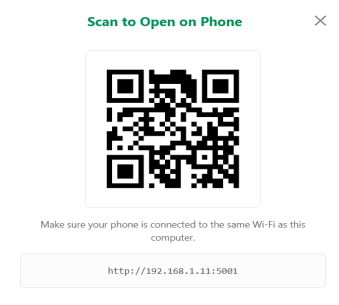 Scan to Open on Phone
Make sure your phone is connected to the same Wi-Fi as this
computer.
http://192.168.1.11:5001